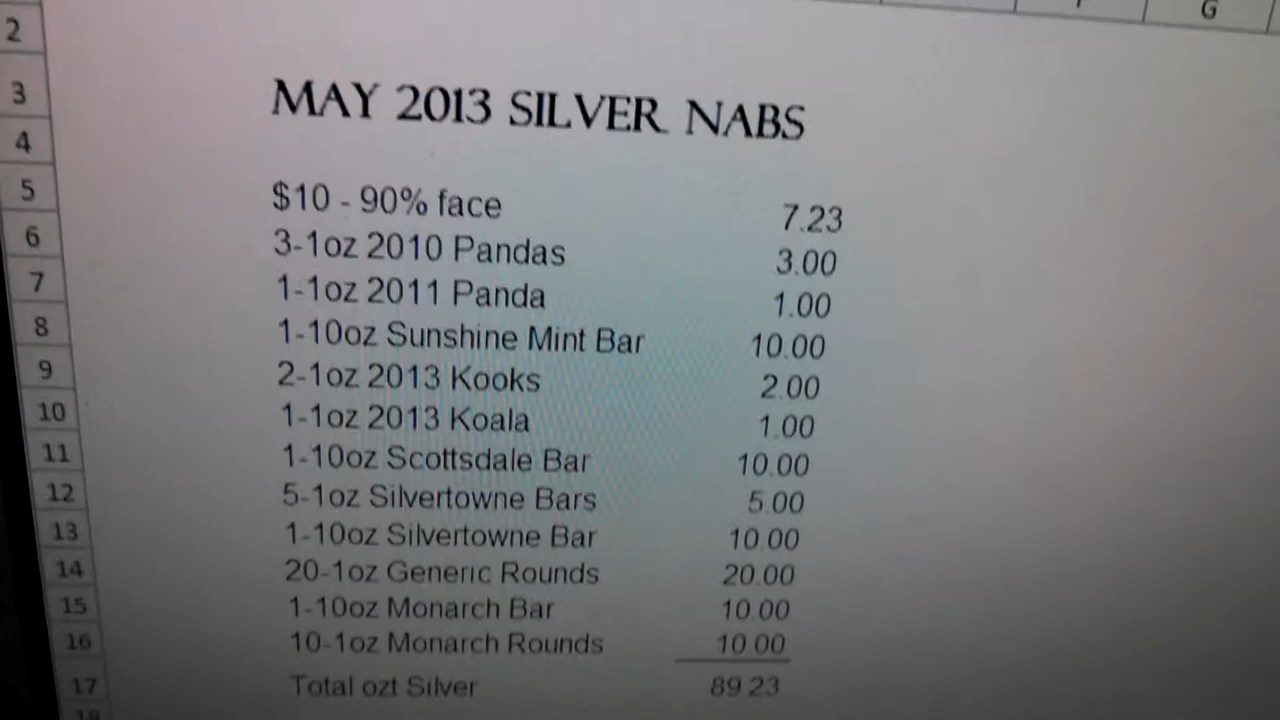 G
2
3 MAY 2013 SILVER NABS
4
5 $10 - 90% face 7.23
6 3-1oz 2010 Pandas 3.00
7 1-1oz 2011 Panda 1.00
8 1-10oz Sunshine Mint Bar 10.00
9 2-1oz 2013 Kooks 2.00
10 1-1oz 2013 Koala 1.00
11 1-10oz Scottsdale Bar 10.00
12 5-1oz Silvertowne Bars 5.00
13 1-10oz Silvertowne Bar 10.00
14 20-1oz Generic Rounds 20.00
15 1-10oz Monarch Bar 10.00
16 10-1oz Monarch Rounds 10.00
17 Total ozt Silver 89.23
18